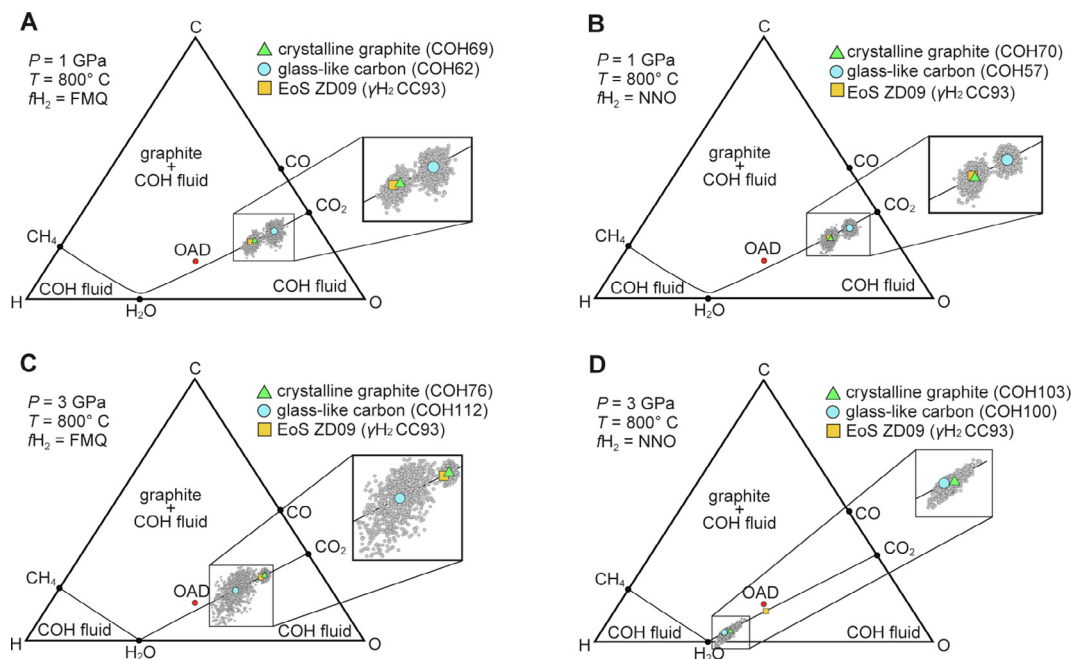 A
C
P = 1 GPa
T = 800° C
fH₂ = FMQ
crystalline graphite (COH69)
glass-like carbon (COH62)
EoS ZD09 (γH₂ CC93)
graphite
+
COH fluid
CO
CO₂
CH₄
OAD
H
COH fluid
H₂O
COH fluid
O
B
C
P = 1 GPa
T = 800° C
fH₂ = NNO
crystalline graphite (COH70)
glass-like carbon (COH57)
EoS ZD09 (γH₂ CC93)
graphite
+
COH fluid
CO
CO₂
CH₄
OAD
H
COH fluid
H₂O
COH fluid
O
C
C
P = 3 GPa
T = 800° C
fH₂ = FMQ
crystalline graphite (COH76)
glass-like carbon (COH112)
EoS ZD09 (γH₂ CC93)
graphite
+
COH fluid
CO
CO₂
CH₄
OAD
H
COH fluid
H₂O
COH fluid
O
D
C
P = 3 GPa
T = 800° C
fH₂ = NNO
crystalline graphite (COH103)
glass-like carbon (COH100)
EoS ZD09 (γH₂ CC93)
graphite
+
COH fluid
CO
CO₂
CH₄
OAD
H
COH fluid
H₂O
COH fluid
O